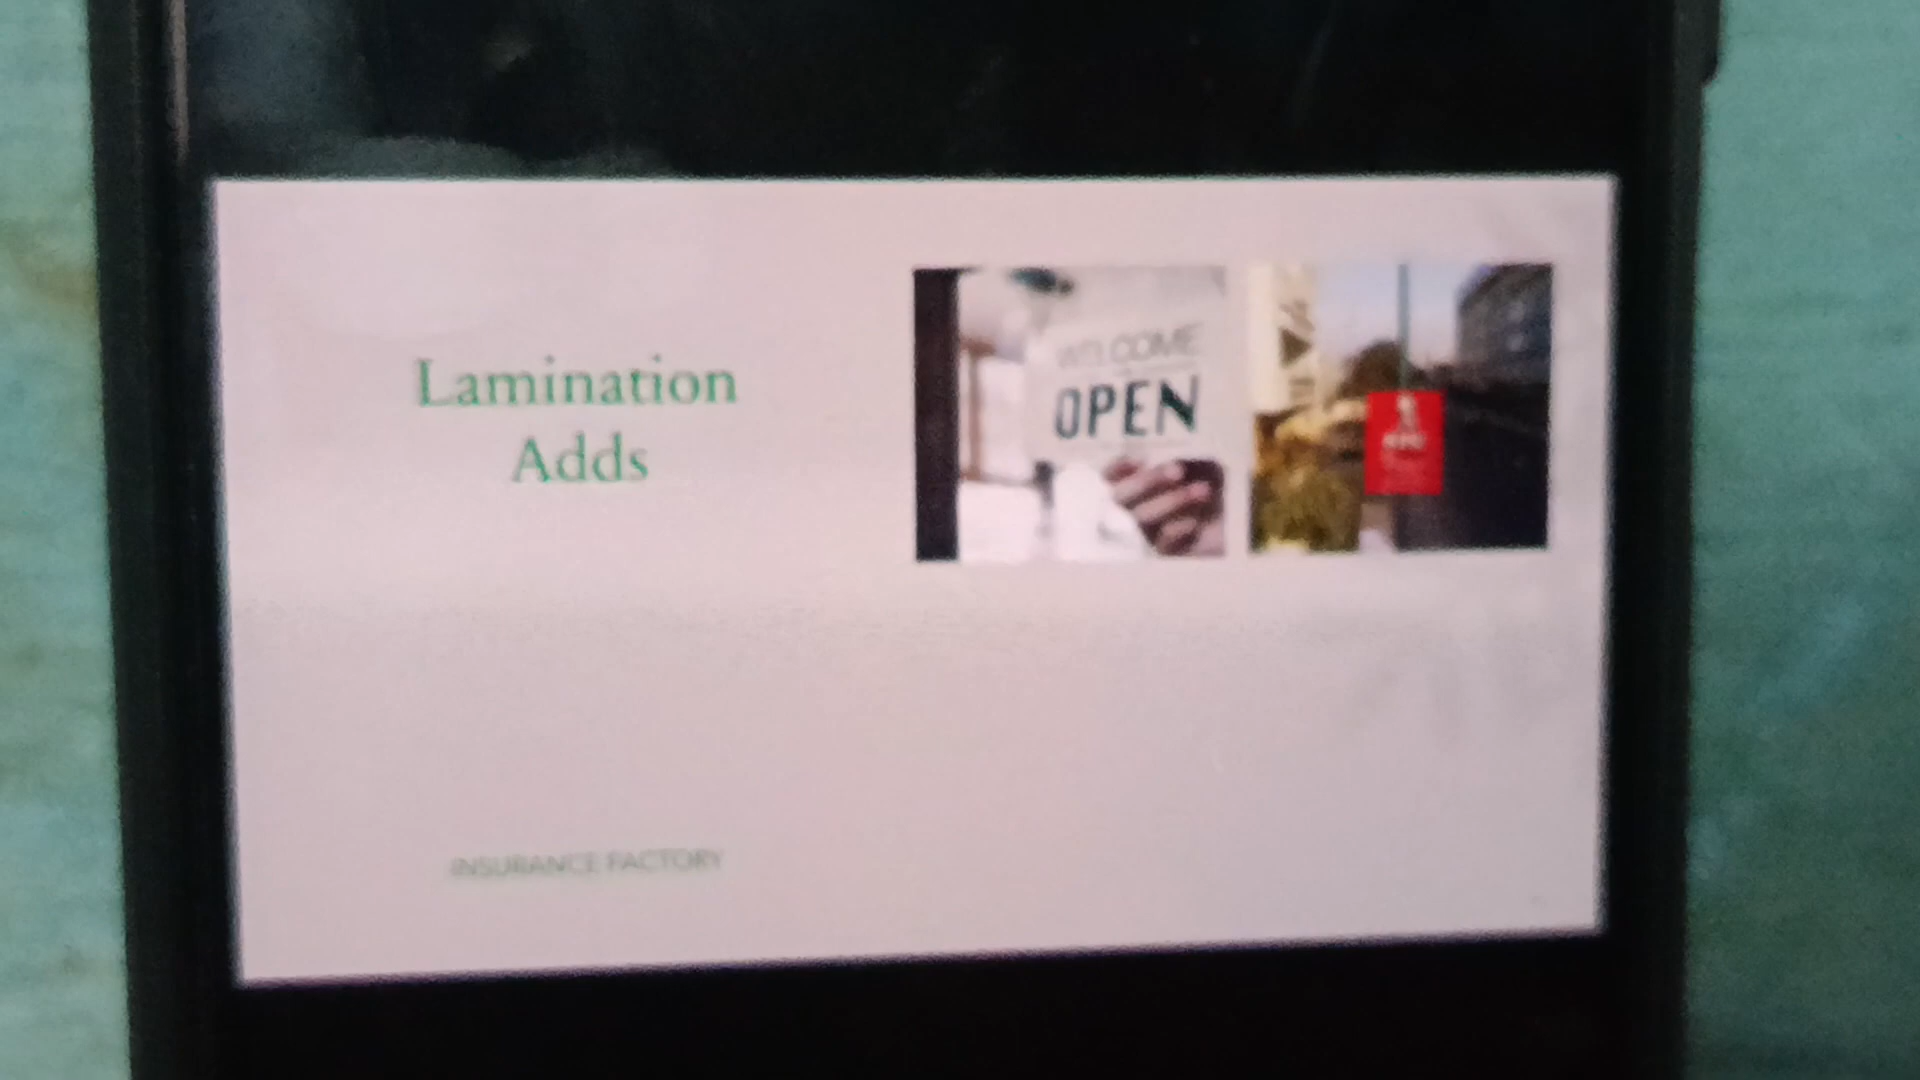 Lamination
Adds
WELCOME
OPEN
INSURANCE FACTORY